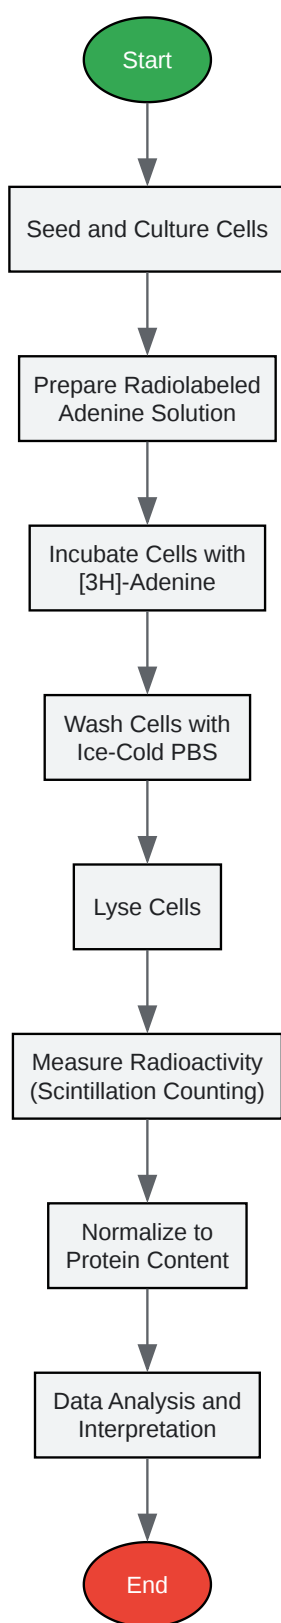 Start
Seed and Culture Cells
Prepare Radiolabeled
Adenine Solution
Incubate Cells with
[3H]-Adenine
Wash Cells with
Ice-Cold PBS
Lyse Cells
Measure Radioactivity
(Scintillation Counting)
Normalize to
Protein Content
Data Analysis and
Interpretation
End